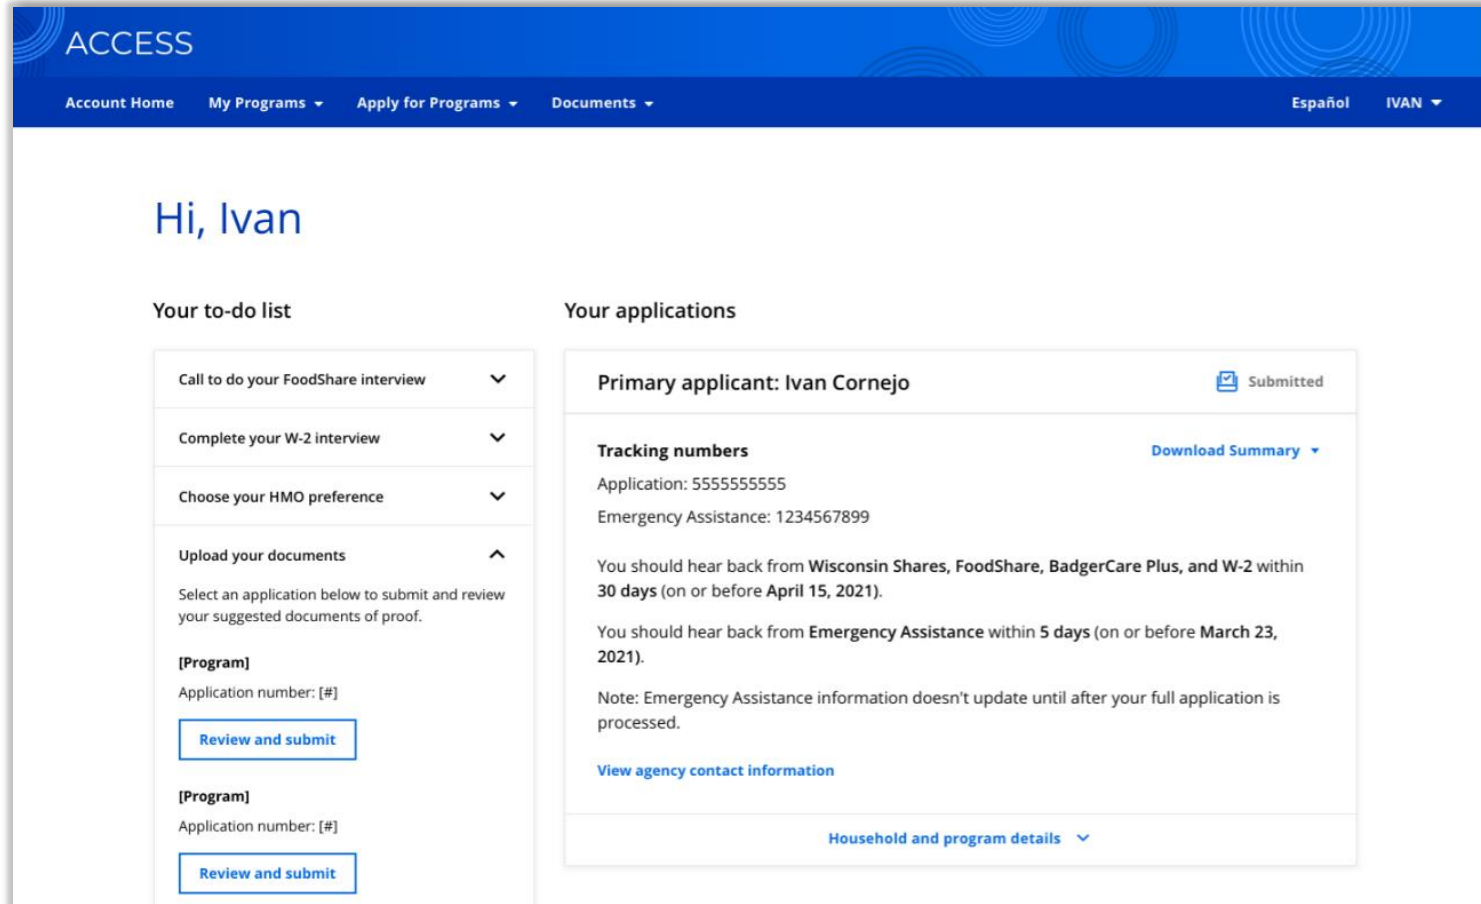 ACCESS
Account Home My Programs Apply for Programs Documents Español IVAN
Hi, Ivan
Your to-do list
Call to do your FoodShare interview
Complete your W-2 interview
Choose your HMO preference
Upload your documents
Select an application below to submit and review
your suggested documents of proof.
[Program]
Application number: [#]
Review and submit
[Program]
Application number: [#]
Review and submit
Your applications
Primary applicant: Ivan Cornejo
Submitted
Tracking numbers
Download Summary
Application: 5555555555
Emergency Assistance: 1234567899
You should hear back from Wisconsin Shares, FoodShare, BadgerCare Plus, and W-2 within
30 days (on or before April 15, 2021).
You should hear back from Emergency Assistance within 5 days (on or before March 23,
2021).
Note: Emergency Assistance information doesn't update until after your full application is
processed.
View agency contact information
Household and program details